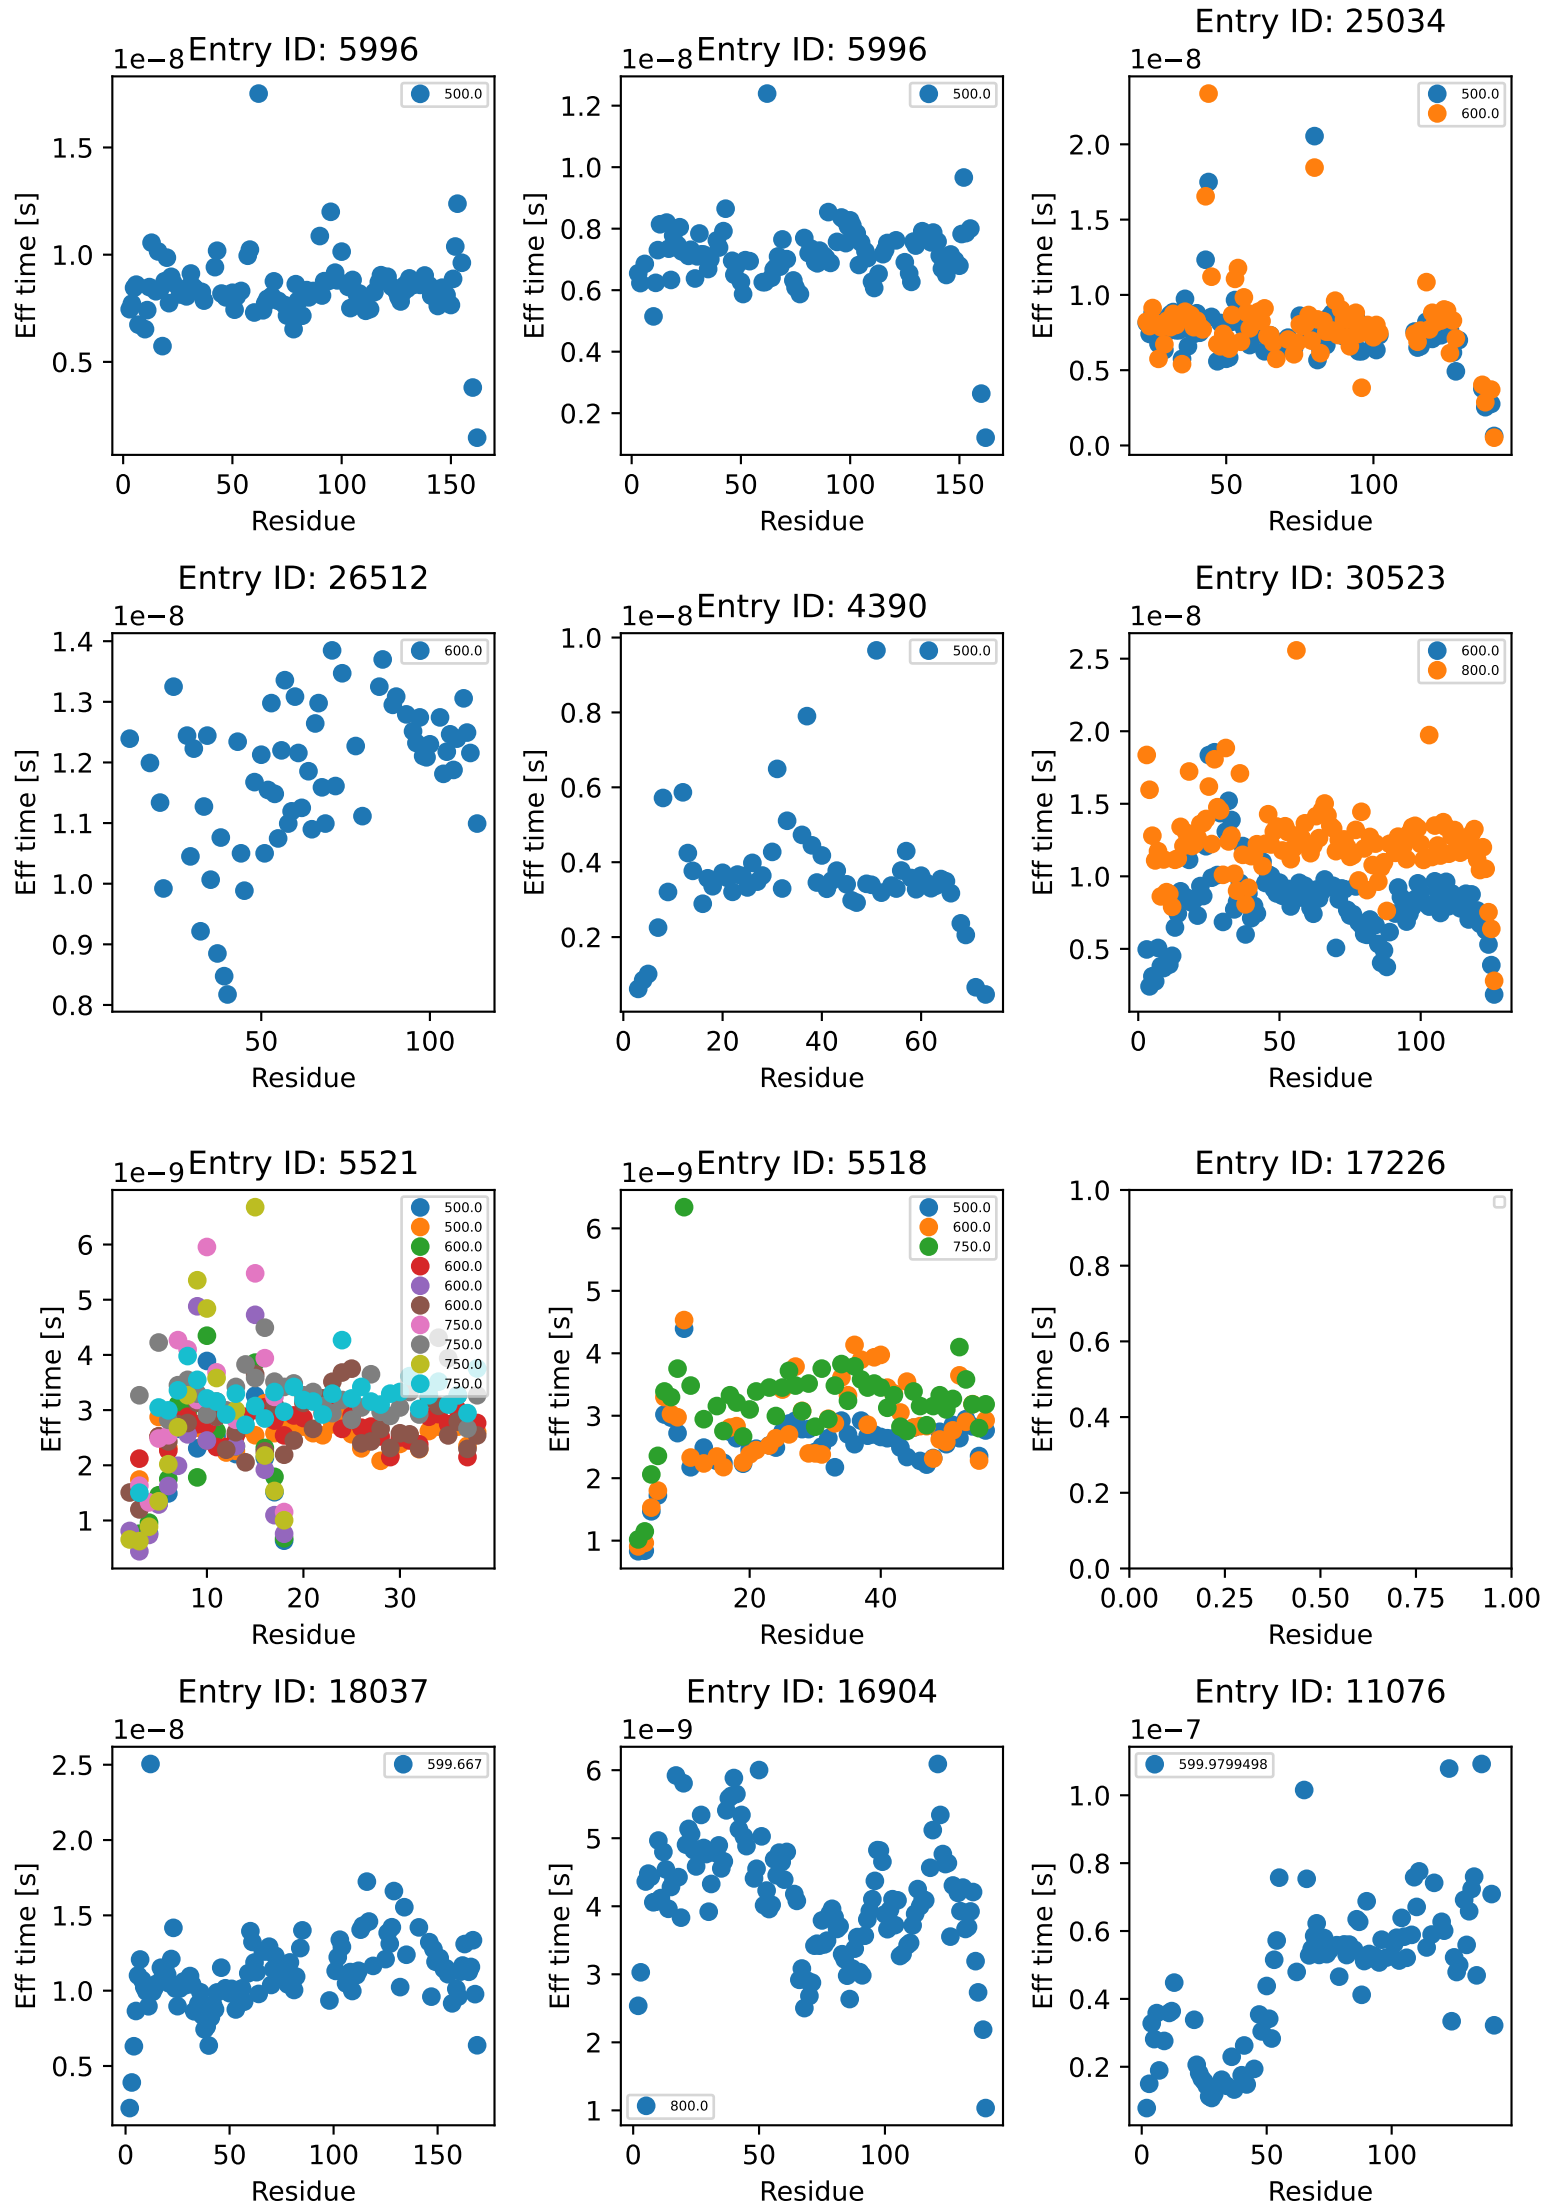 Entry ID: 5996
1e−8
500.0
1.5
1.0
0.5
Eff time [s]
0 50 100 150
Residue
Entry ID: 5996
1e−8
500.0
1.2
1.0
0.8
0.6
0.4
0.2
Eff time [s]
0 50 100 150
Residue
Entry ID: 25034
1e−8
500.0
600.0
2.0
1.5
1.0
0.5
0.0
Eff time [s]
50 100
Residue
Entry ID: 26512
1e−8
600.0
1.4
1.3
1.2
1.1
1.0
0.9
0.8
Eff time [s]
50 100
Residue
Entry ID: 4390
1e−8
500.0
1.0
0.8
0.6
0.4
0.2
Eff time [s]
0 20 40 60
Residue
Entry ID: 30523
1e−8
600.0
800.0
2.5
2.0
1.5
1.0
0.5
Eff time [s]
0 50 100
Residue
Entry ID: 5521
1e−9
500.0
500.0
600.0
600.0
600.0
600.0
750.0
750.0
750.0
750.0
6
5
4
3
2
1
Eff time [s]
10 20 30
Residue
Entry ID: 5518
1e−9
500.0
600.0
750.0
6
5
4
3
2
1
Eff time [s]
20 40
Residue
Entry ID: 17226
1.0
0.8
0.6
0.4
0.2
0.0
Eff time [s]
0.00 0.25 0.50 0.75 1.00
Residue
Entry ID: 18037
1e−8
599.667
2.5
2.0
1.5
1.0
0.5
Eff time [s]
0 50 100 150
Residue
Entry ID: 16904
1e−9
6
5
4
3
2
1
800.0
Eff time [s]
0 50 100
Residue
Entry ID: 11076
1e−7
599.9799498
1.0
0.8
0.6
0.4
0.2
Eff time [s]
0 50 100
Residue